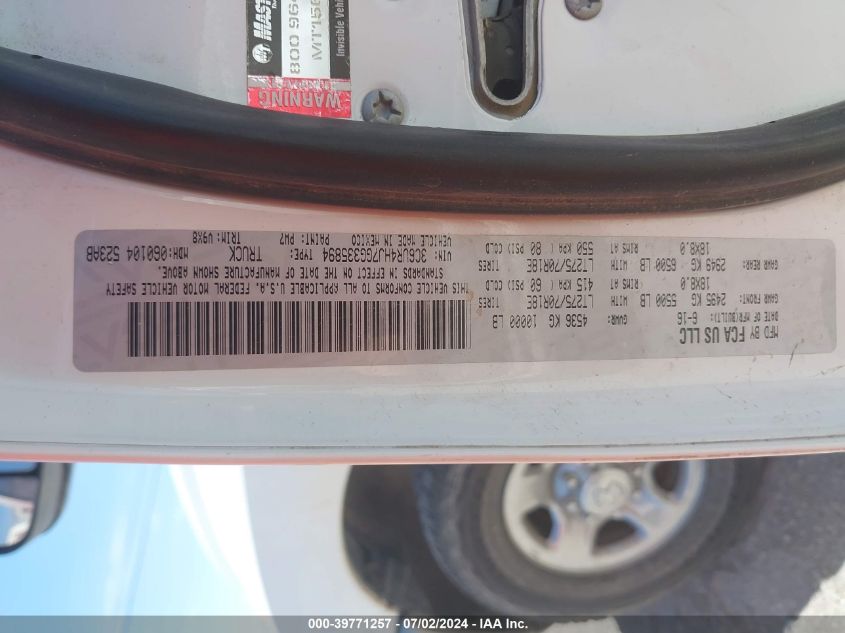 MFD BY FCA US LLC
DATE OF MFR(BUILT): 6-16
GVWR: 4536 KG 10000 LB
GAWR FRONT: 2495 KG 5500 LB WITH TIRES LT275/70R18E
18X8.0 RIMS AT 415 KPA ( 60 PSI) COLD
GAWR REAR: 2949 KG 6500 LB WITH TIRES LT275/70R18E
18X8.0 RIMS AT 550 KPA ( 80 PSI) COLD
THIS VEHICLE CONFORMS TO ALL APPLICABLE U.S.A. FEDERAL MOTOR VEHICLE SAFETY
STANDARDS IN EFFECT ON THE DATE OF MANUFACTURE SHOWN ABOVE.
VIN: 3C6UR4HJ7GG335894 TYPE: TRUCK MDH:060104 523AB
VEHICLE MADE IN MEXICO PAINT: PW7 TRIM: V9X8
WARNING
Invisible
000-39771257 - 07/02/2024 - IAA Inc.